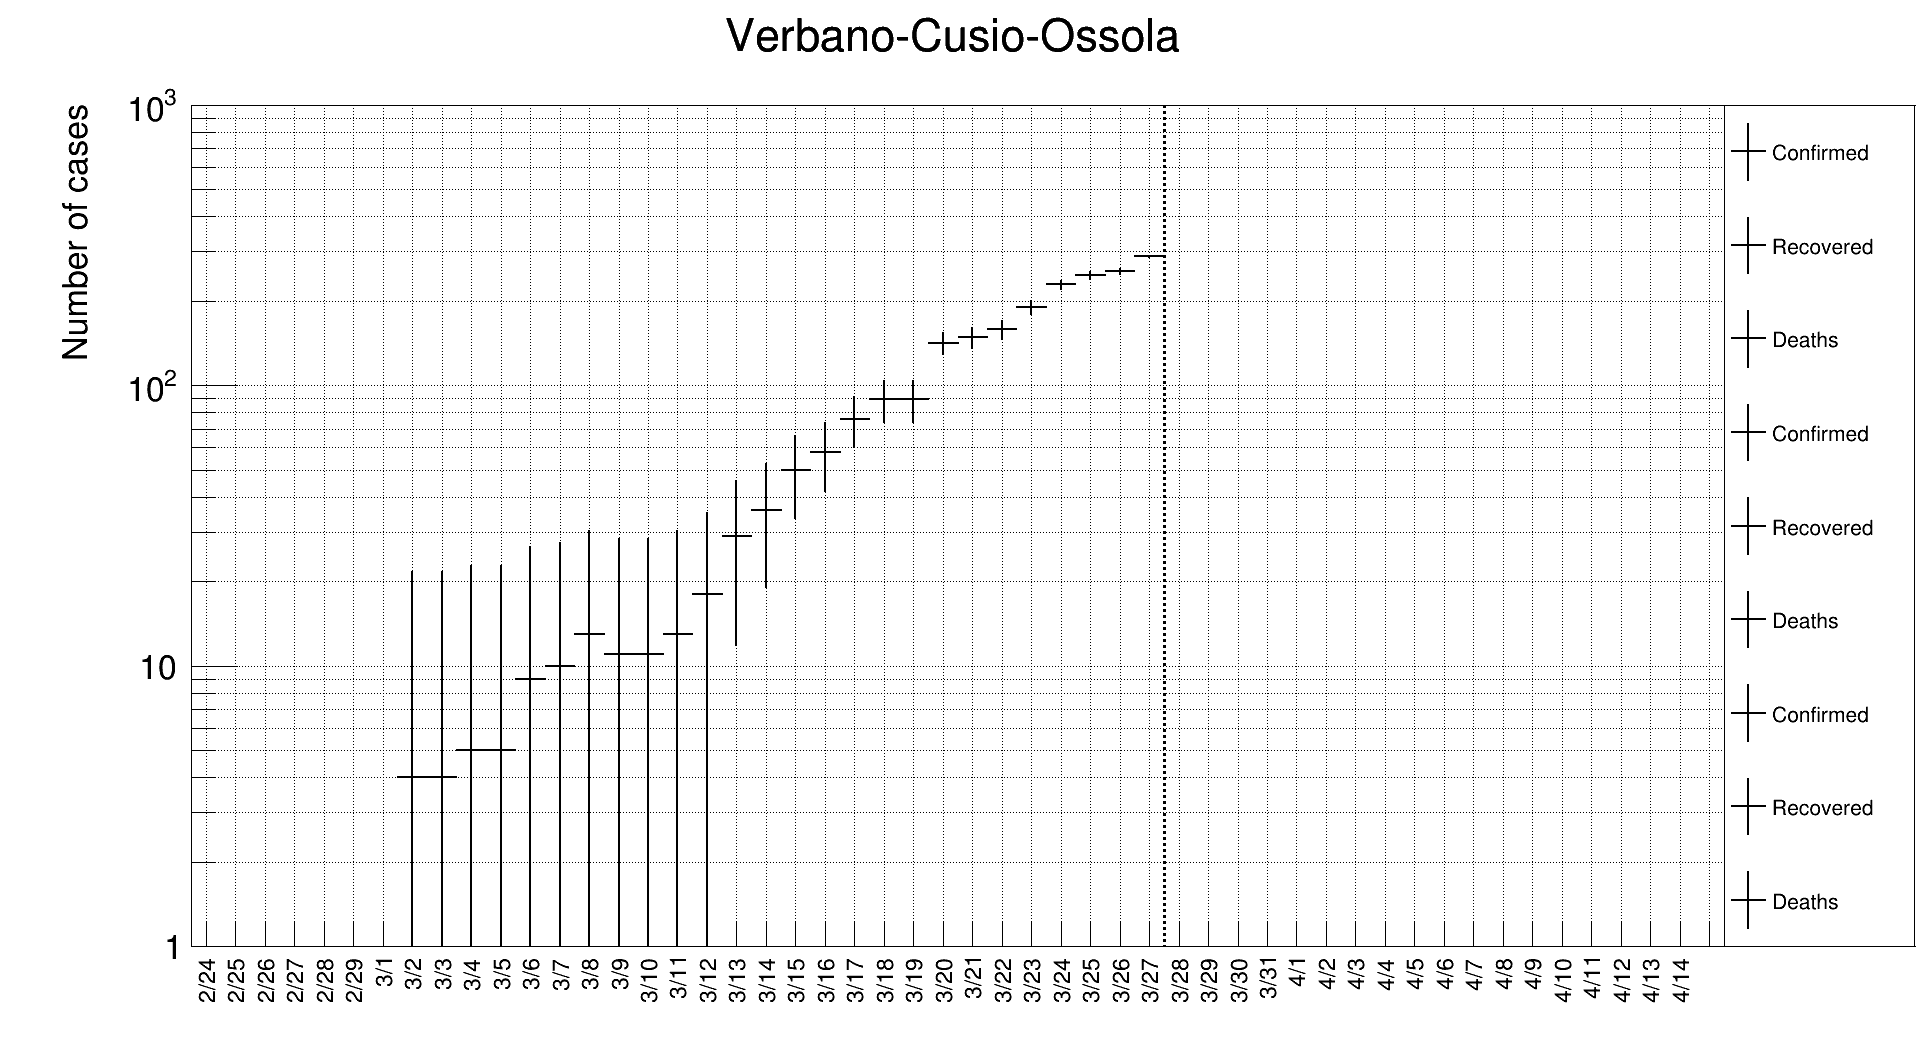 Verbano-Cusio-Ossola
Number of cases
10³
10²
10
1
2/24 2/25 2/26 2/27 2/28 2/29 3/1 3/2 3/3 3/4 3/5 3/6 3/7 3/8 3/9 3/10 3/11 3/12 3/13 3/14 3/15 3/16 3/17 3/18 3/19 3/20 3/21 3/22 3/23 3/24 3/25 3/26 3/27 3/28 3/29 3/30 3/31 4/1 4/2 4/3 4/4 4/5 4/6 4/7 4/8 4/9 4/10 4/11 4/12 4/13 4/14
Confirmed
Recovered
Deaths
Confirmed
Recovered
Deaths
Confirmed
Recovered
Deaths